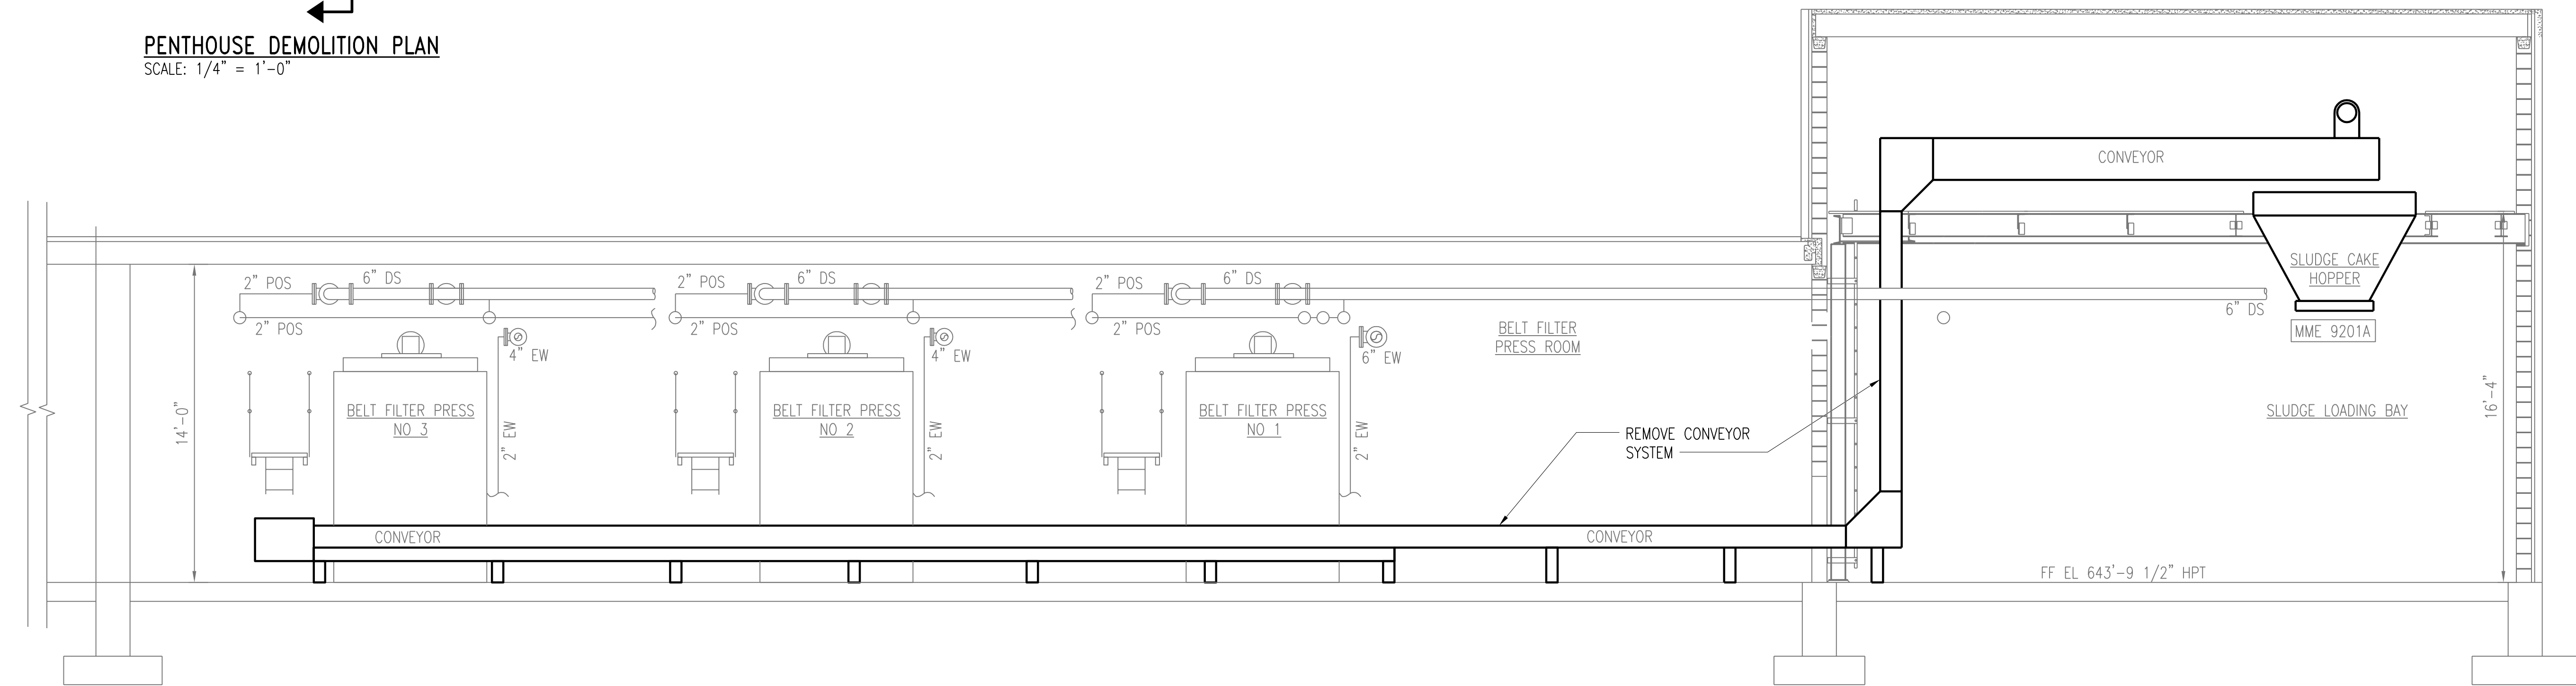 PENTHOUSE DEMOLITION PLAN
SCALE: 1/4" = 1'-0"
CONVEYOR
SLUDGE CAKE
HOPPER
MME 9201A
6" DS
2" POS
6" DS
2" POS
2" POS
6" DS
2" POS
2" POS
6" DS
2" POS
4" EW
4" EW
6" EW
BELT FILTER
PRESS ROOM
14'-0"
BELT FILTER PRESS
NO 3
2" EW
BELT FILTER PRESS
NO 2
2" EW
BELT FILTER PRESS
NO 1
2" EW
REMOVE CONVEYOR
SYSTEM
SLUDGE LOADING BAY
16'-4"
CONVEYOR
CONVEYOR
FF EL 643'-9 1/2" HPT